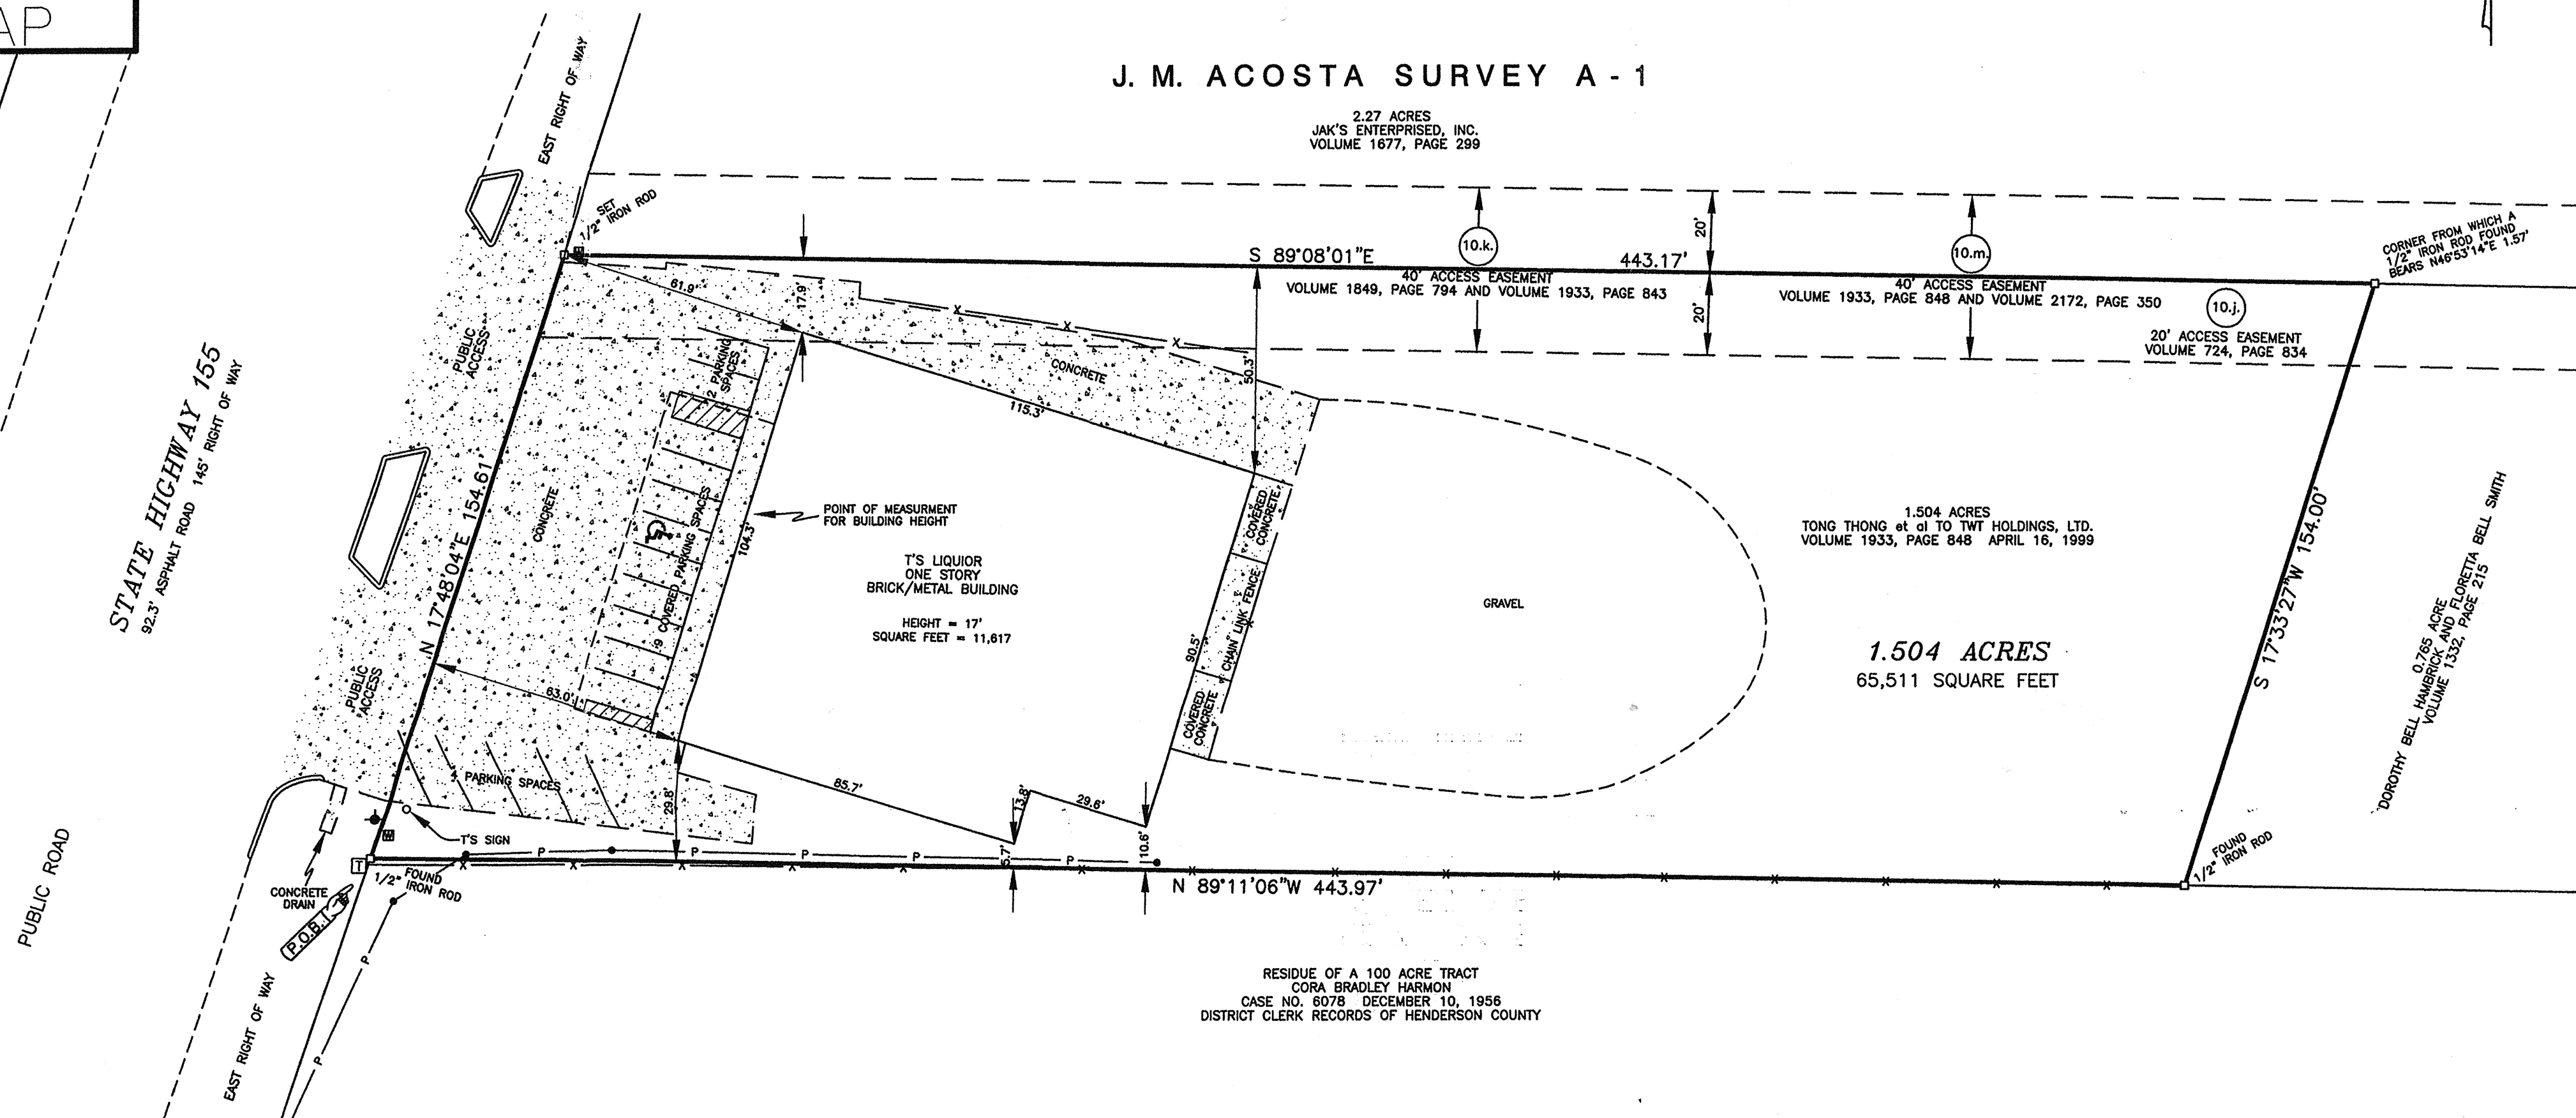 AP
J. M. ACOSTA SURVEY A - 1
2.27 ACRES
JAK'S ENTERPRISED, INC.
VOLUME 1677, PAGE 299
EAST RIGHT OF WAY
SET
1/2" IRON ROD
S 89°08'01"E 443.17'
10.k.
20'
20'
10.m.
10.j.
40' ACCESS EASEMENT
VOLUME 1849, PAGE 794 AND VOLUME 1933, PAGE 843
40' ACCESS EASEMENT
VOLUME 1933, PAGE 848 AND VOLUME 2172, PAGE 350
20' ACCESS EASEMENT
VOLUME 724, PAGE 834
CORNER FROM WHICH A
1/2" IRON ROD FOUND
BEARS N46°53'14"E 1.57'
61.9'
17.9'
50.3'
X
X
X
PUBLIC
ACCESS
2 PARKING
SPACES
CONCRETE
115.3'
STATE HIGHWAY 155
92.3' ASPHALT ROAD 145' RIGHT OF WAY
N 17°48'04"E 154.61'
CONCRETE
9 COVERED PARKING SPACES
104.3'
POINT OF MEASURMENT
FOR BUILDING HEIGHT
T'S LIQUIOR
ONE STORY
BRICK/METAL BUILDING
HEIGHT = 17'
SQUARE FEET = 11,617
COVERED
CONCRETE
CHAIN LINK FENCE
90.5'
COVERED
CONCRETE
GRAVEL
1.504 ACRES
TONG THONG et al TO TWT HOLDINGS, LTD.
VOLUME 1933, PAGE 848 APRIL 16, 1999
1.504 ACRES
65,511 SQUARE FEET
S 17°33'27"W 154.00'
0.765 ACRE
DOROTHY BELL HAMBRICK AND FLORETTA BELL SMITH
VOLUME 1332, PAGE 215
PUBLIC
ACCESS
63.0'
4 PARKING SPACES
29.8'
85.7'
13.8'
29.6'
5.7'
10.6'
T'S SIGN
P P P P P P
T
FOUND
1/2" IRON ROD
CONCRETE
DRAIN
P.O.B.
N 89°11'06"W 443.97'
FOUND
1/2" IRON ROD
PUBLIC ROAD
EAST RIGHT OF WAY
P
P
RESIDUE OF A 100 ACRE TRACT
CORA BRADLEY HARMON
CASE NO. 6078 DECEMBER 10, 1956
DISTRICT CLERK RECORDS OF HENDERSON COUNTY